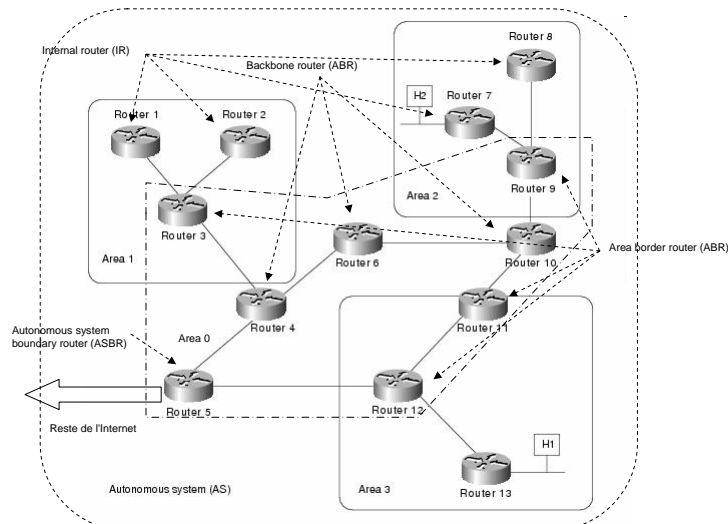 Router 8
Internal router (IR)
Backbone router (ABR)
Router 7
H2
Router 1
Router 2
Router 9
Area 2
Router 3
Router 6
Router 10
Area border router (ABR)
Area 1
Router 4
Router 11
Autonomous system
boundary router (ASBR)
Area 0
Router 5
Router 12
Reste de l'Internet
H1
Router 13
Area 3
Autonomous system (AS)